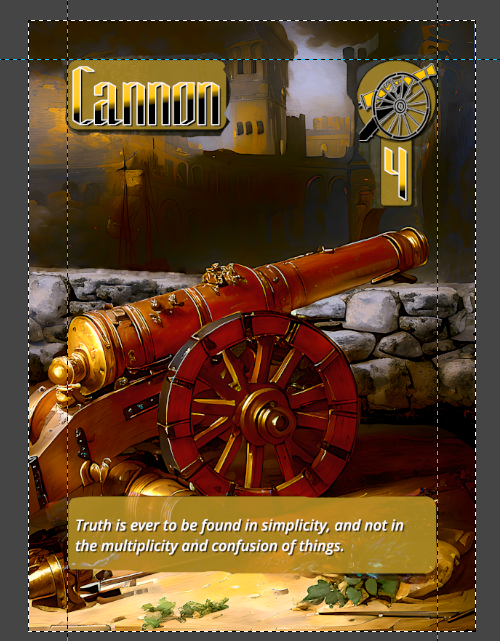 Cannon
4
Truth is ever to be found in simplicity, and not in
the multiplicity and confusion of things.